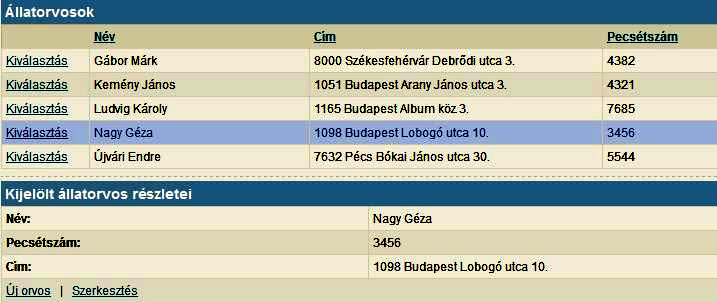 Állatorvosok
Név Cím Pecsétszám
Kiválasztás Gábor Márk 8000 Székesfehérvár Debrődi utca 3. 4382
Kiválasztás Kemény János 1051 Budapest Arany János utca 3. 4321
Kiválasztás Ludvig Károly 1165 Budapest Album köz 3. 7685
Kiválasztás Nagy Géza 1098 Budapest Lobogó utca 10. 3456
Kiválasztás Újvári Endre 7632 Pécs Bókai János utca 30. 5544
Kijelölt állatorvos részletei
Név: Nagy Géza
Pecsétszám: 3456
Cím: 1098 Budapest Lobogó utca 10.
Új orvos | Szerkesztés